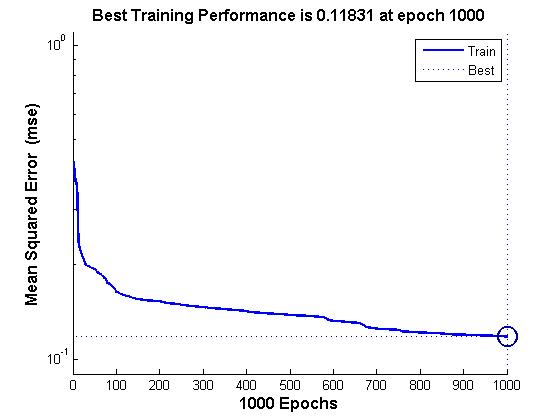 Best Training Performance is 0.11831 at epoch 1000
10^0
Train
Best
Mean Squared Error (mse)
10^-1
0 100 200 300 400 500 600 700 800 900 1000
1000 Epochs